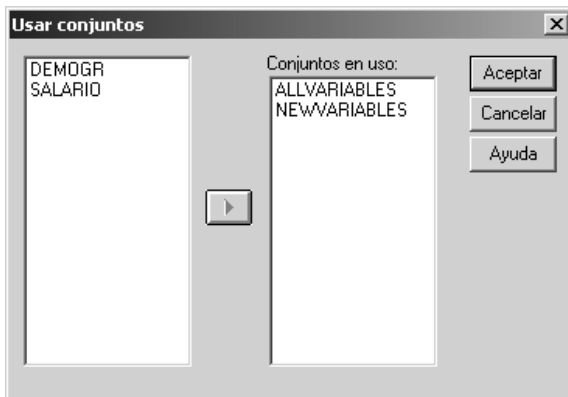 Usar conjuntos
DEMOGR
SALARIO
Conjuntos en uso:
ALLVARIABLES
NEWVARIABLES
Aceptar
Cancelar
Ayuda